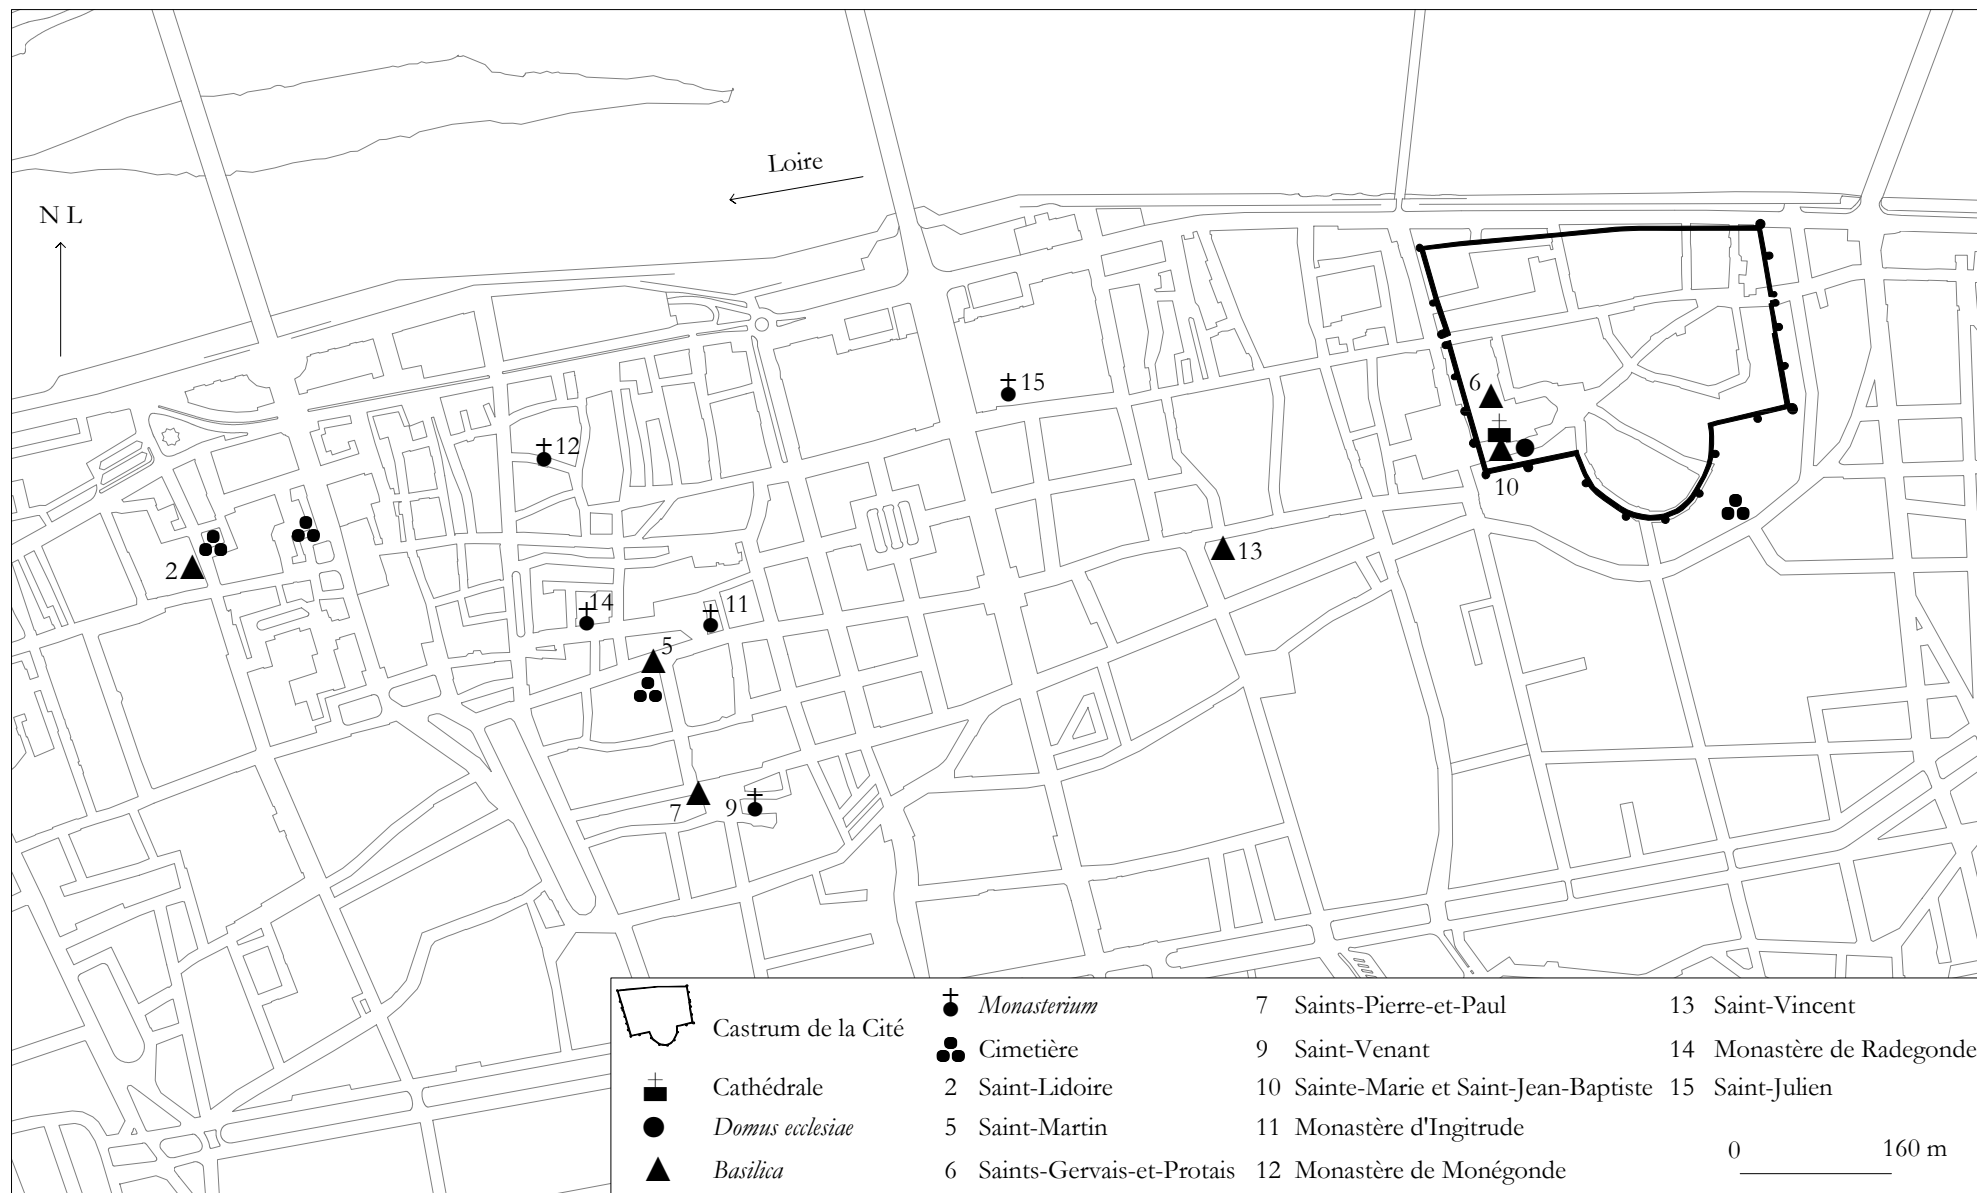 Loire
N L
15
6
12
10
13
2
14
11
5
7
9
Castrum de la Cité
Cathédrale
Domus ecclesiae
Basilica
Monasterium
Cimetière
2 Saint-Lidoire
5 Saint-Martin
6 Saints-Gervais-et-Protais
7 Saints-Pierre-et-Paul
9 Saint-Venant
10 Sainte-Marie et Saint-Jean-Baptiste
11 Monastère d'Ingitrude
12 Monastère de Monégonde
13 Saint-Vincent
14 Monastère de Radegonde
15 Saint-Julien
0 160 m